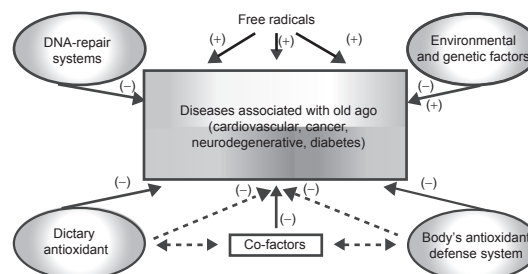 Free radicals
DNA-repair
systems
(+)
(+)
(+)
Environmental
and genetic factors
(−)
(−)
(+)
Diseases associated with old ago
(cardiovascular, cancer,
neurodegenerative, diabetes)
(−)
(−)
(−)
(−)
(−)
Dictary
antioxidant
Co-factors
Body's antioxidant
defense system